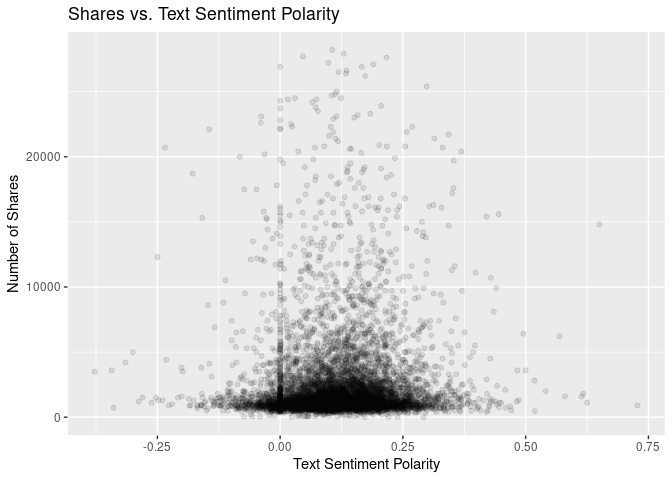 Shares vs. Text Sentiment Polarity
Number of Shares
20000
10000
0
-0.25 0.00 0.25 0.50 0.75
Text Sentiment Polarity